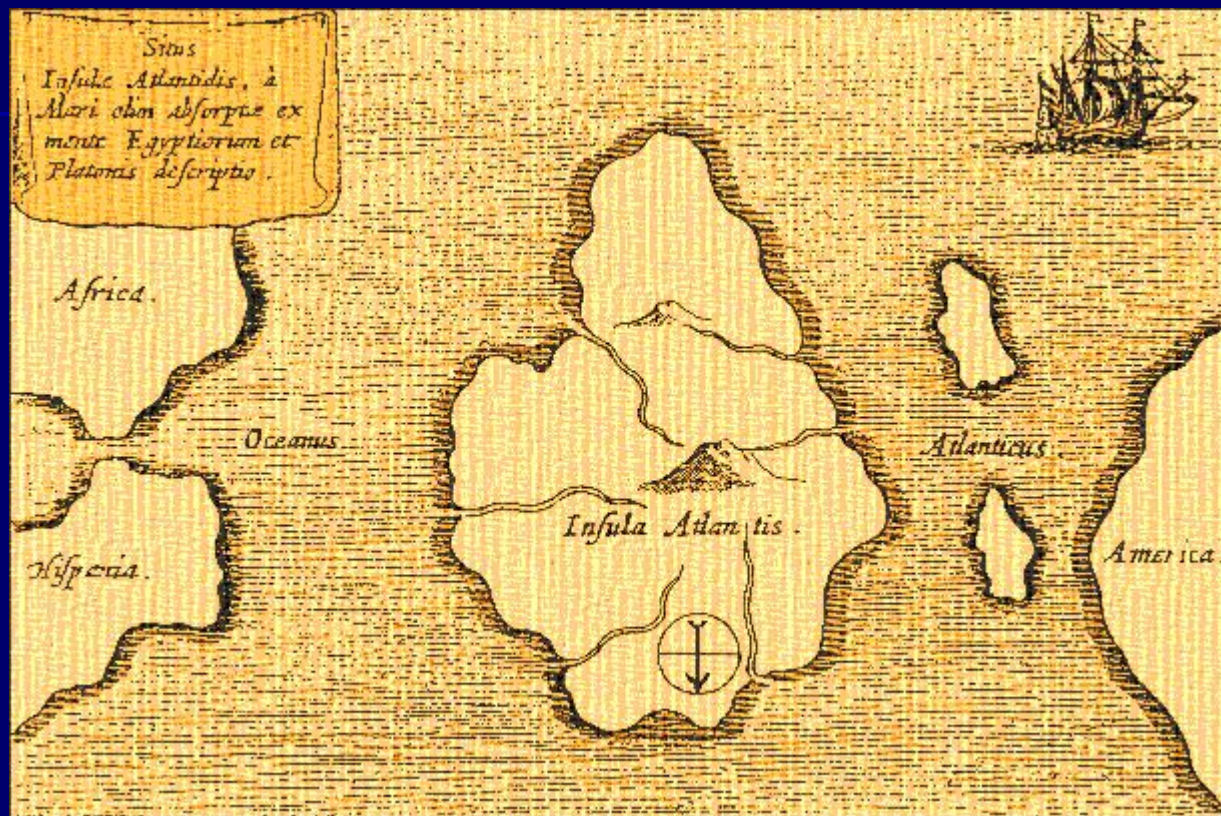 Situs
Insulæ Atlantidis, à
Mari olim absorptæ ex
mente Egyptiorum et
Platonis descriptio.
Africa.
Oceanus
Atlanticus.
Insula Atlantis.
Hispania.
America.